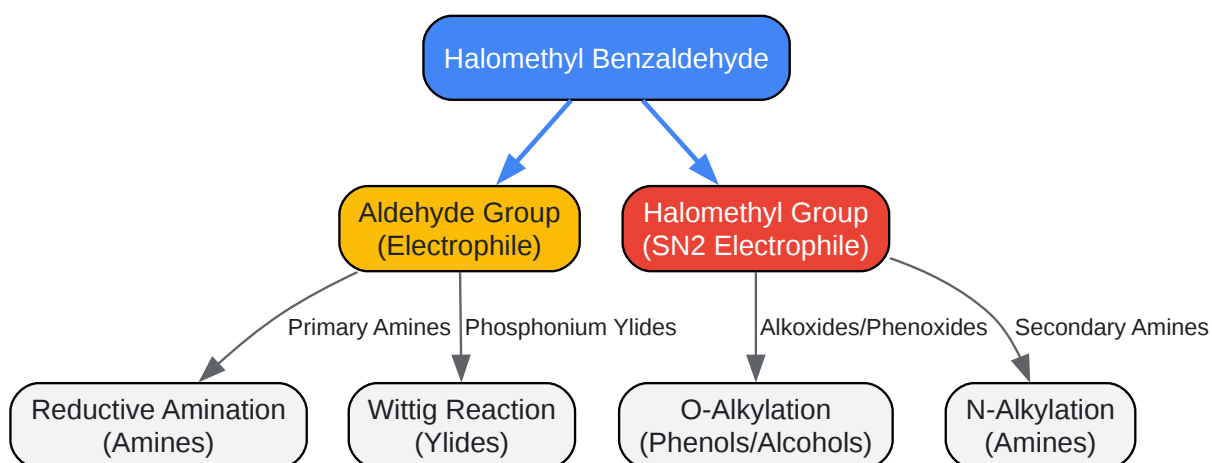 Halomethyl Benzaldehyde
Aldehyde Group
(Electrophile)
Halomethyl Group
(SN2 Electrophile)
Primary Amines
Phosphonium Ylides
Alkoxides/Phenoxides
Secondary Amines
Reductive Amination
(Amines)
Wittig Reaction
(Ylides)
O-Alkylation
(Phenols/Alcohols)
N-Alkylation
(Amines)